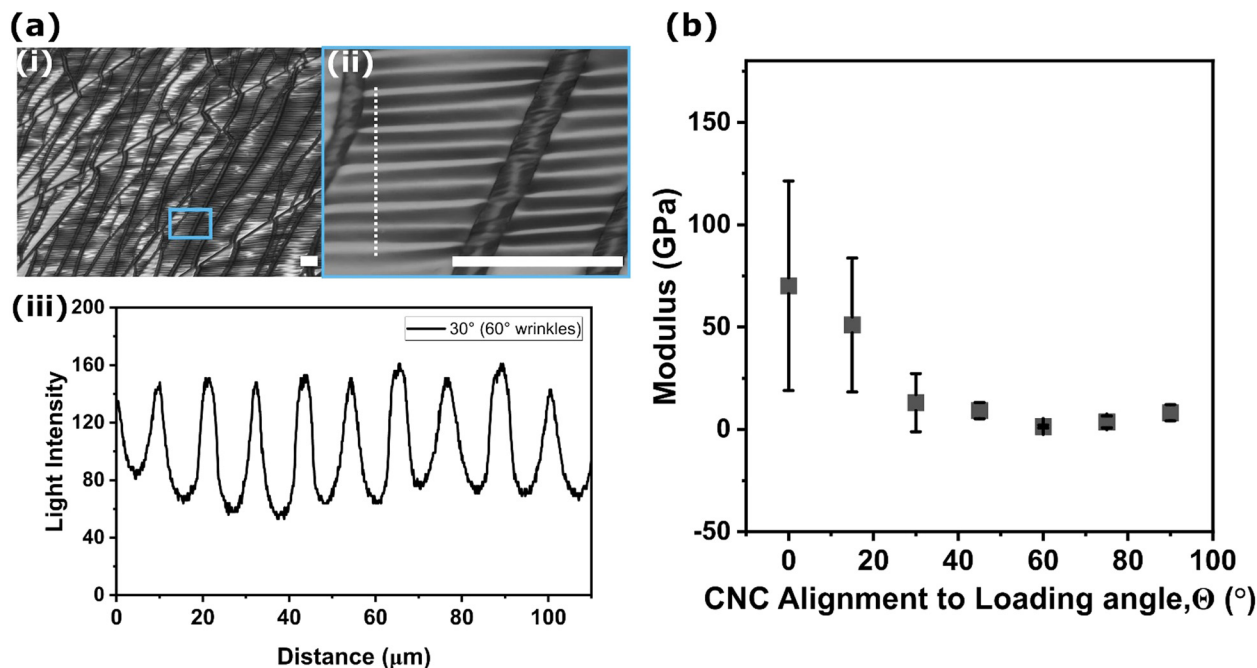 (a)
(i)
(ii)
(iii)
200
160
120
80
40
0
Light Intensity
30° (60° wrinkles)
0 20 40 60 80 100
Distance (μm)
(b)
150
100
50
0
-50
Modulus (GPa)
0 20 40 60 80 100
CNC Alignment to Loading angle,Θ (°)